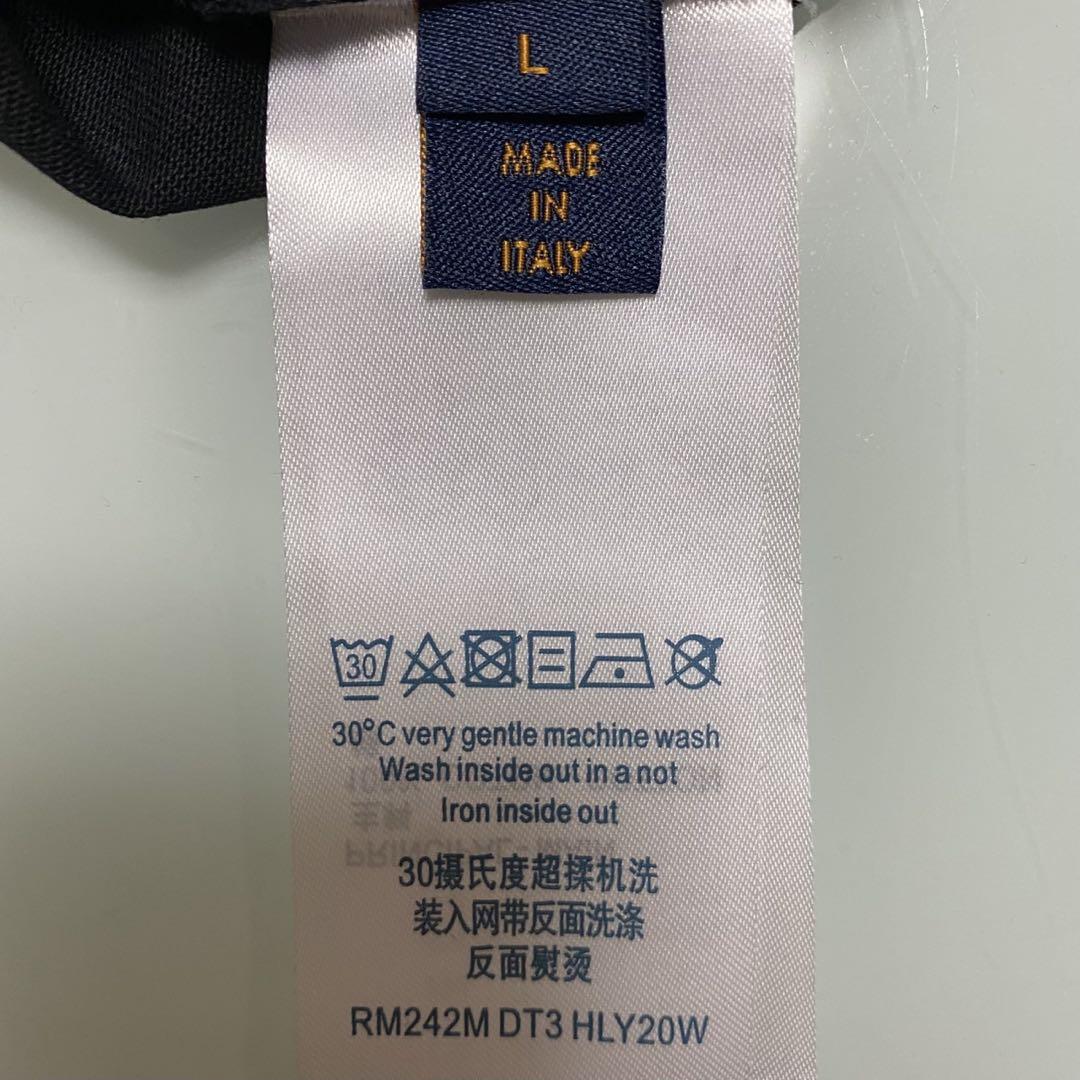 L
MADE
IN
ITALY
30
30°C very gentle machine wash
Wash inside out in a not
Iron inside out
30摄氏度超揉机洗
装入网带反面洗涤
反面熨烫
RM242M DT3 HLY20W